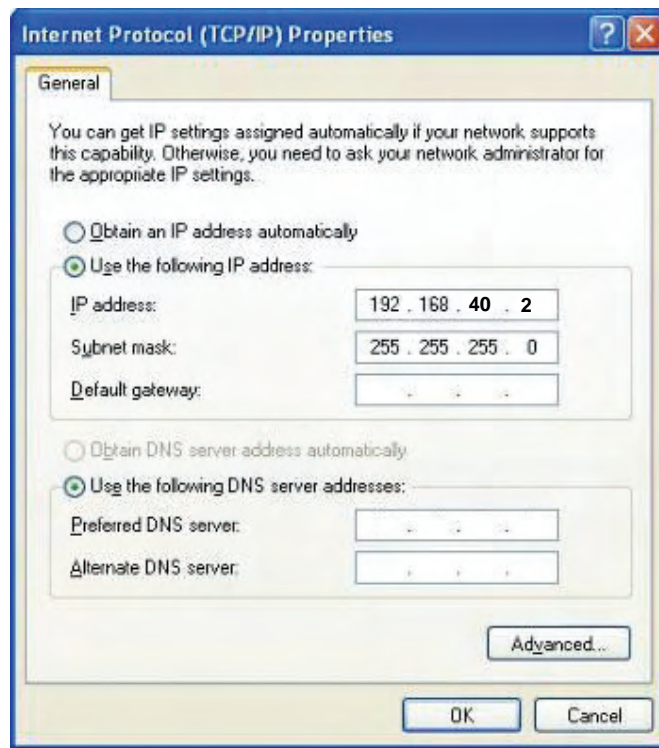 Internet Protocol (TCP/IP) Properties
General
You can get IP settings assigned automatically if your network supports
this capability. Otherwise, you need to ask your network administrator for
the appropriate IP settings.
Obtain an IP address automatically
Use the following IP address:
IP address: 192 . 168 . 40 . 2
Subnet mask: 255 . 255 . 255 . 0
Default gateway: . . .
Obtain DNS server address automatically
Use the following DNS server addresses:
Preferred DNS server: . . .
Alternate DNS server: . . .
Advanced...
OK Cancel